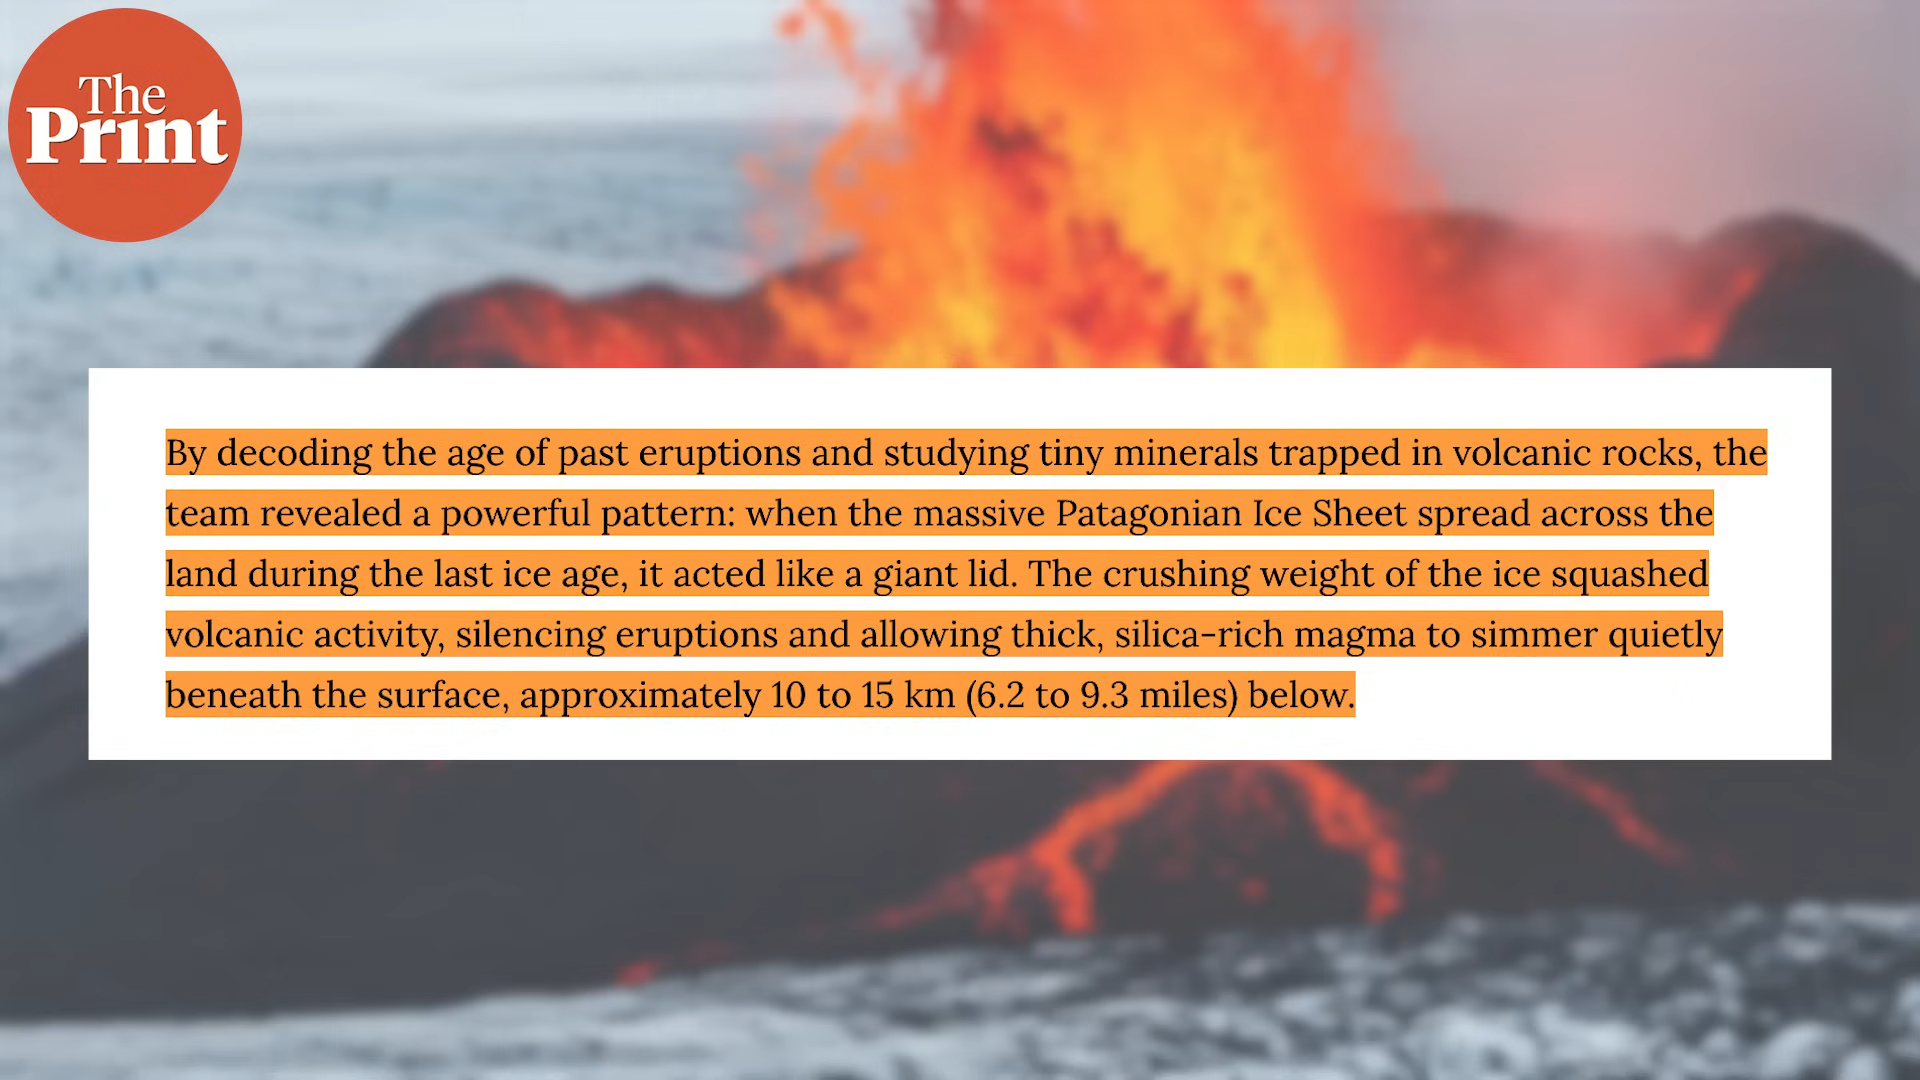 The
Print
By decoding the age of past eruptions and studying tiny minerals trapped in volcanic rocks, the
team revealed a powerful pattern: when the massive Patagonian Ice Sheet spread across the
land during the last ice age, it acted like a giant lid. The crushing weight of the ice squashed
volcanic activity, silencing eruptions and allowing thick, silica-rich magma to simmer quietly
beneath the surface, approximately 10 to 15 km (6.2 to 9.3 miles) below.